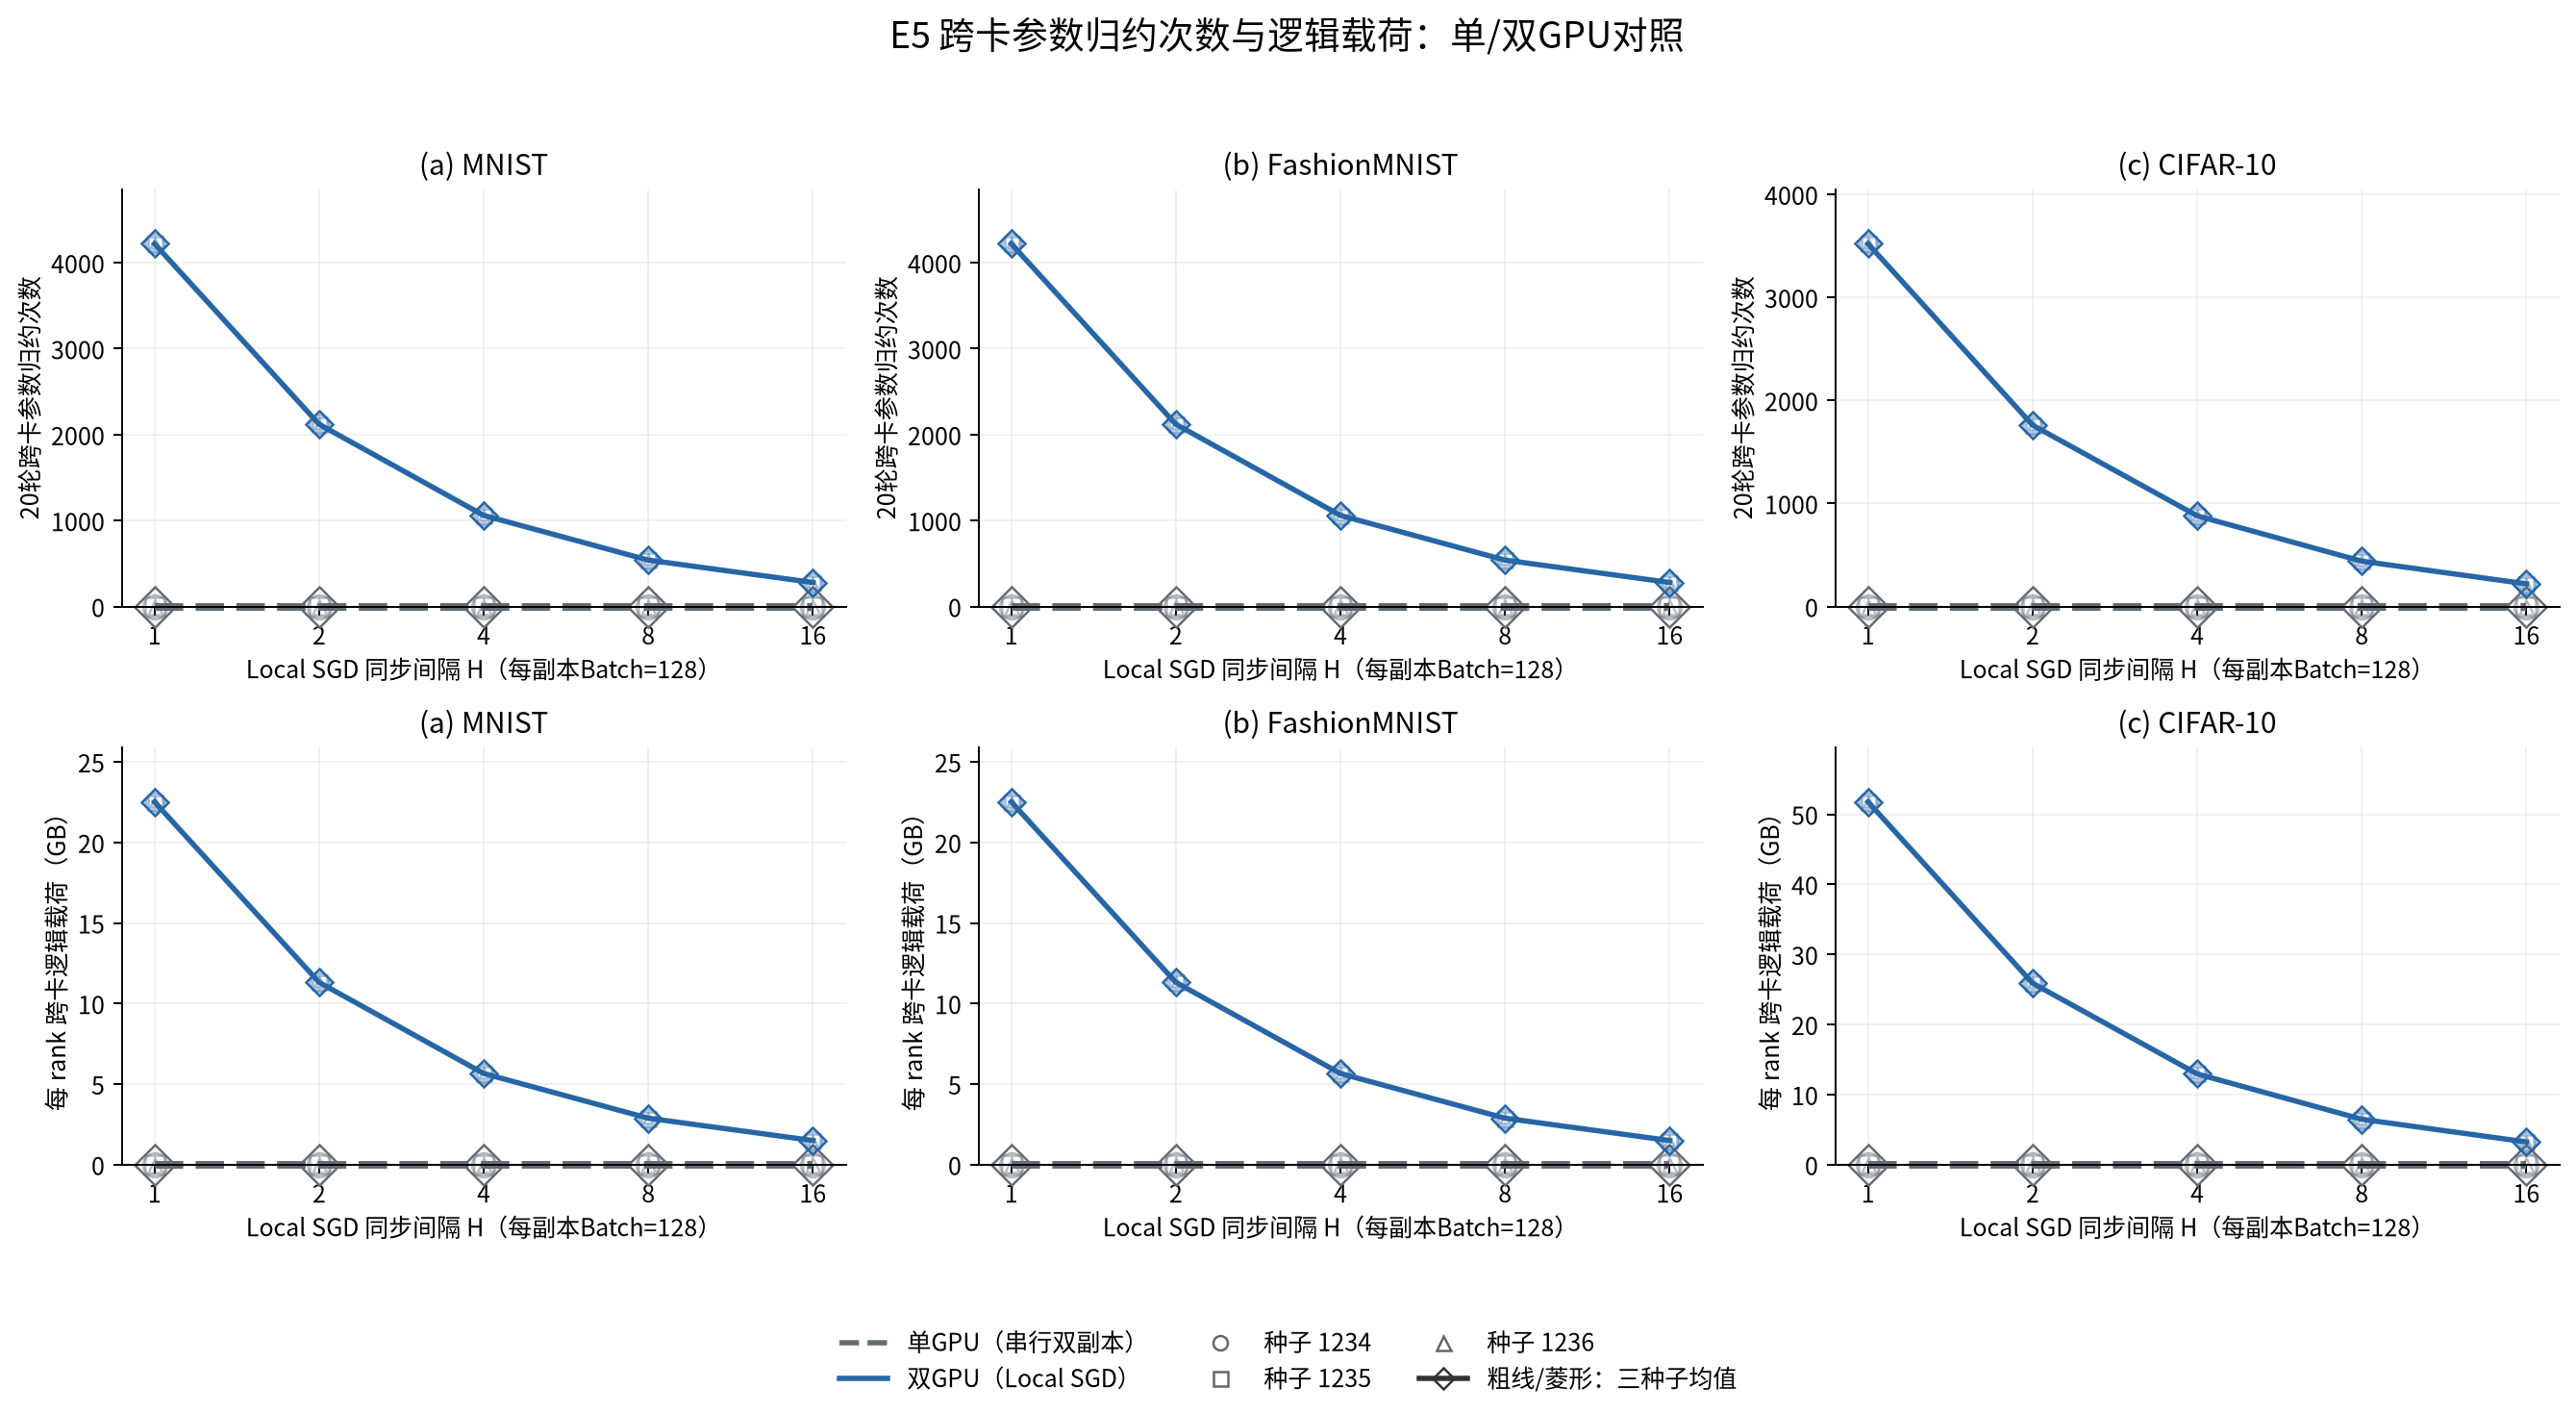 E5 跨卡参数归约次数与逻辑载荷：单/双GPU对照
(a) MNIST
(b) FashionMNIST
(c) CIFAR-10
20轮跨卡参数归约次数
4000
3000
2000
1000
0
1 2 4 8 16
Local SGD 同步间隔 H（每副本Batch=128）
20轮跨卡参数归约次数
4000
3000
2000
1000
0
1 2 4 8 16
Local SGD 同步间隔 H（每副本Batch=128）
20轮跨卡参数归约次数
4000
3000
2000
1000
0
1 2 4 8 16
Local SGD 同步间隔 H（每副本Batch=128）
(a) MNIST
(b) FashionMNIST
(c) CIFAR-10
每 rank 跨卡逻辑载荷（GB）
25
20
15
10
5
0
1 2 4 8 16
Local SGD 同步间隔 H（每副本Batch=128）
每 rank 跨卡逻辑载荷（GB）
25
20
15
10
5
0
1 2 4 8 16
Local SGD 同步间隔 H（每副本Batch=128）
每 rank 跨卡逻辑载荷（GB）
50
40
30
20
10
0
1 2 4 8 16
Local SGD 同步间隔 H（每副本Batch=128）
单GPU（串行双副本）
双GPU（Local SGD）
种子 1234
种子 1235
种子 1236
粗线/菱形：三种子均值